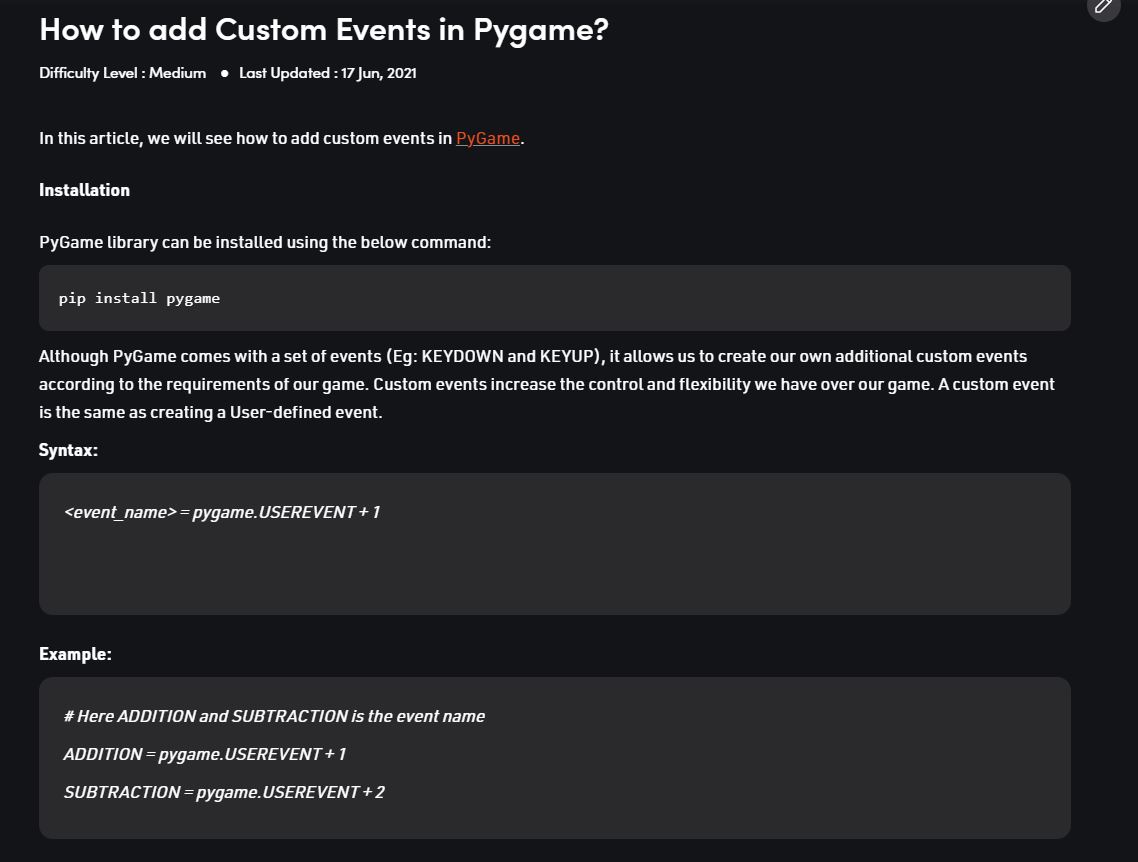 How to add Custom Events in Pygame?
Difficulty Level : Medium ● Last Updated : 17 Jun, 2021
In this article, we will see how to add custom events in PyGame.
Installation
PyGame library can be installed using the below command:
pip install pygame
Although PyGame comes with a set of events (Eg: KEYDOWN and KEYUP), it allows us to create our own additional custom events
according to the requirements of our game. Custom events increase the control and flexibility we have over our game. A custom event
is the same as creating a User-defined event.
Syntax:
<event_name> = pygame.USEREVENT + 1
Example:
# Here ADDITION and SUBTRACTION is the event name
ADDITION = pygame.USEREVENT + 1
SUBTRACTION = pygame.USEREVENT + 2